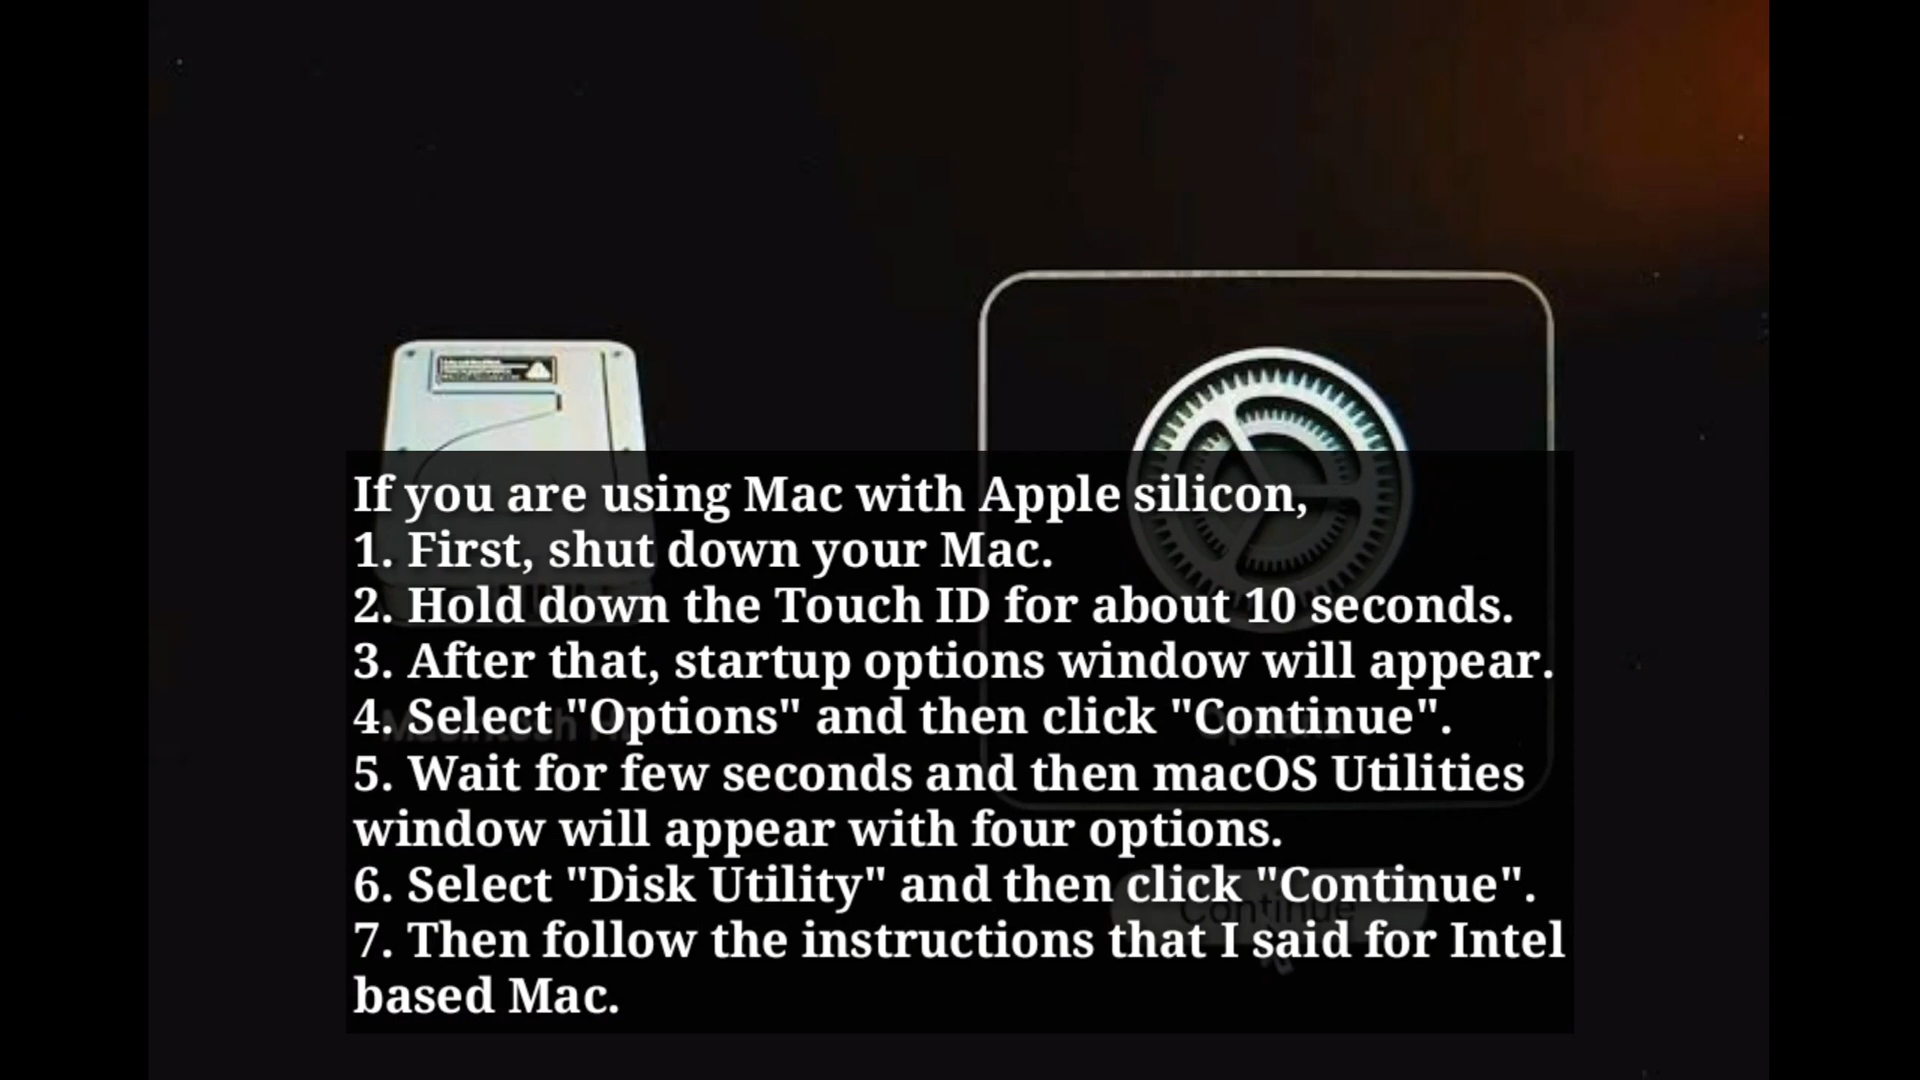 If you are using Mac with Apple silicon,
1. First, shut down your Mac.
2. Hold down the Touch ID for about 10 seconds.
3. After that, startup options window will appear.
4. Select "Options" and then click "Continue".
5. Wait for few seconds and then macOS Utilities
window will appear with four options.
6. Select "Disk Utility" and then click "Continue".
Continue
7. Then follow the instructions that I said for Intel
based Mac.